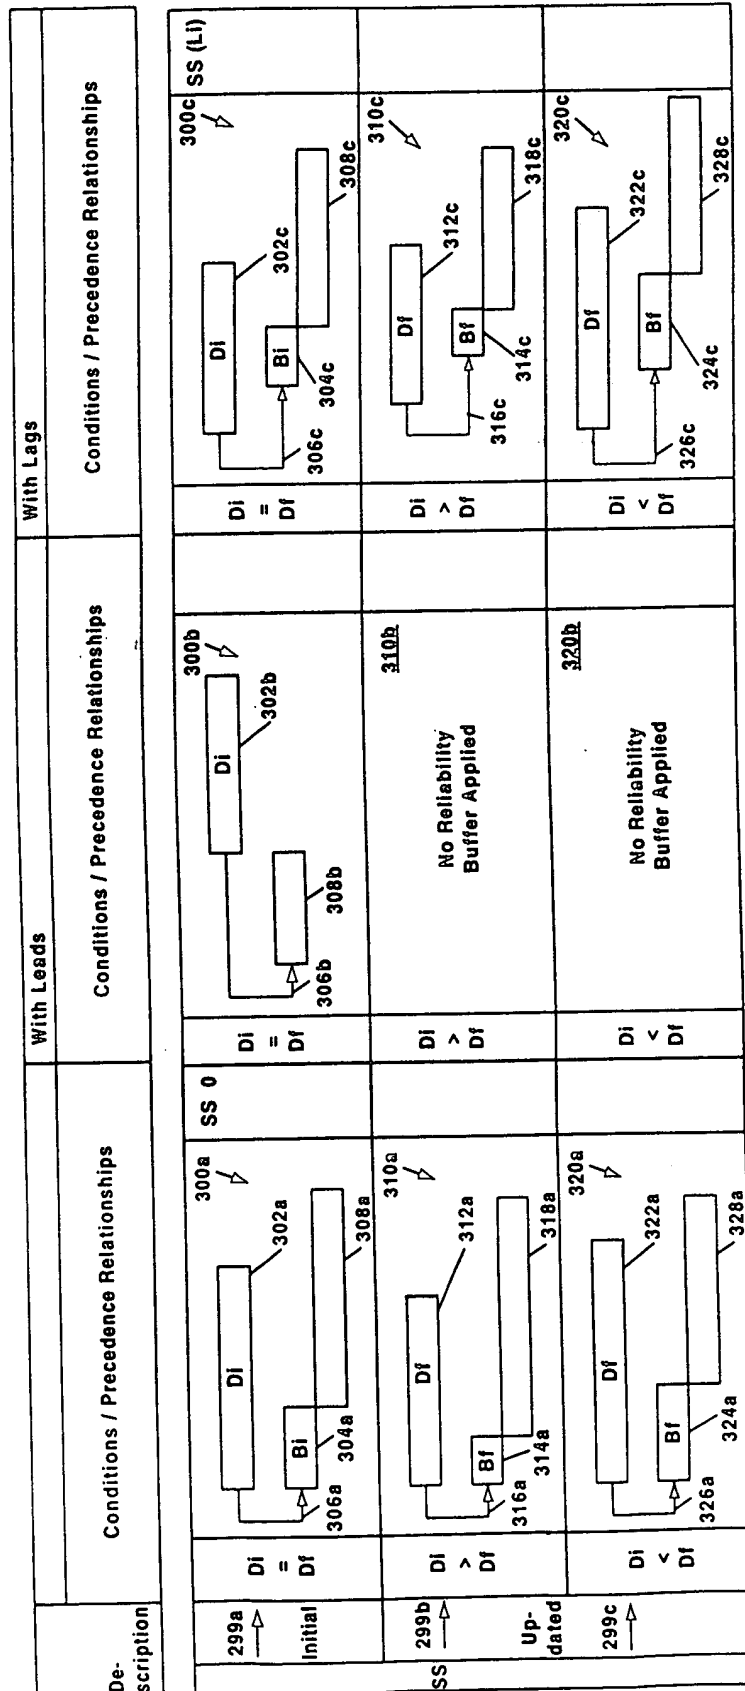 De-
scription
Conditions / Precedence Relationships
With Leads
Conditions / Precedence Relationships
With Lags
Conditions / Precedence Relationships
SS
299a
Initial
Di
=
Df
306a
Bi
304a
Di
302a
308a
300a
SS 0
Di
=
Df
306b
308b
Di
302b
300b
Di
=
Df
306c
Bi
304c
Di
302c
308c
300c
SS (Li)
299b
Up-
dated
Di
>
Df
316a
Bf
314a
Df
312a
318a
310a
Di
>
Df
No Reliability
Buffer Applied
310b
Di
>
Df
316c
Bf
314c
Df
312c
318c
310c
299c
Di
<
Df
326a
Bf
324a
Df
322a
328a
320a
Di
<
Df
No Reliability
Buffer Applied
320b
Di
<
Df
326c
Bf
324c
Df
322c
328c
320c